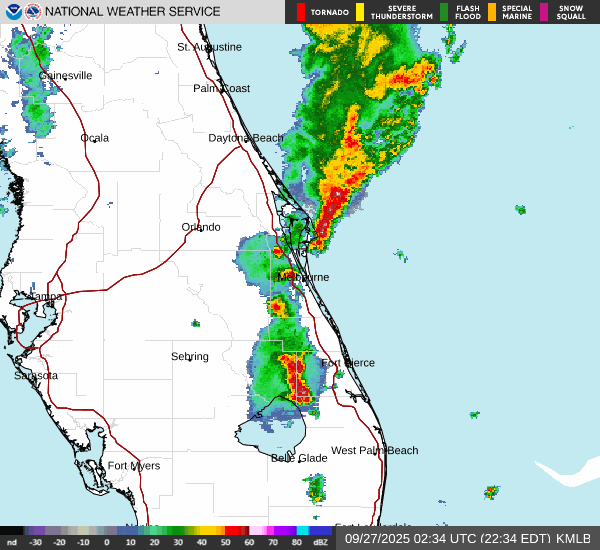 NATIONAL WEATHER SERVICE
TORNADO
SEVERE THUNDERSTORM
FLASH FLOOD
SPECIAL MARINE
SNOW SQUALL
St. Augustine
Gainesville
Palm Coast
Ocala
Daytona Beach
Orlando
Melbourne
Tampa
Sebring
Fort Pierce
Sarasota
West Palm Beach
Belle Glade
Fort Myers
Fort Lauderdale
nd -30 -20 -10 0 10 20 30 40 50 60 70 80 dBZ
09/27/2025 02:34 UTC (22:34 EDT) KMLB